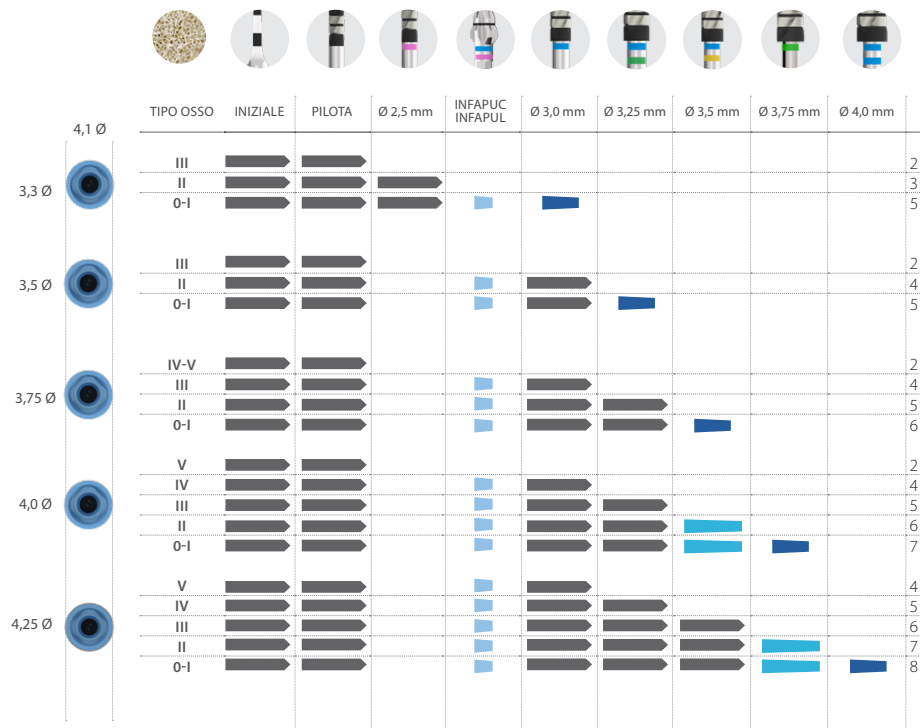 TIPO OSSO INIZIALE PILOTA Ø 2,5 mm INFAPUC INFAPUL Ø 3,0 mm Ø 3,25 mm Ø 3,5 mm Ø 3,75 mm Ø 4,0 mm
4,1 Ø
3,3 Ø
III 2
II 3
0-I 5
3,5 Ø
III 2
II 4
0-I 5
3,75 Ø
IV-V 2
III 4
II 5
0-I 6
4,0 Ø
V 2
IV 4
III 5
II 6
0-I 7
4,25 Ø
V 4
IV 5
III 6
II 7
0-I 8